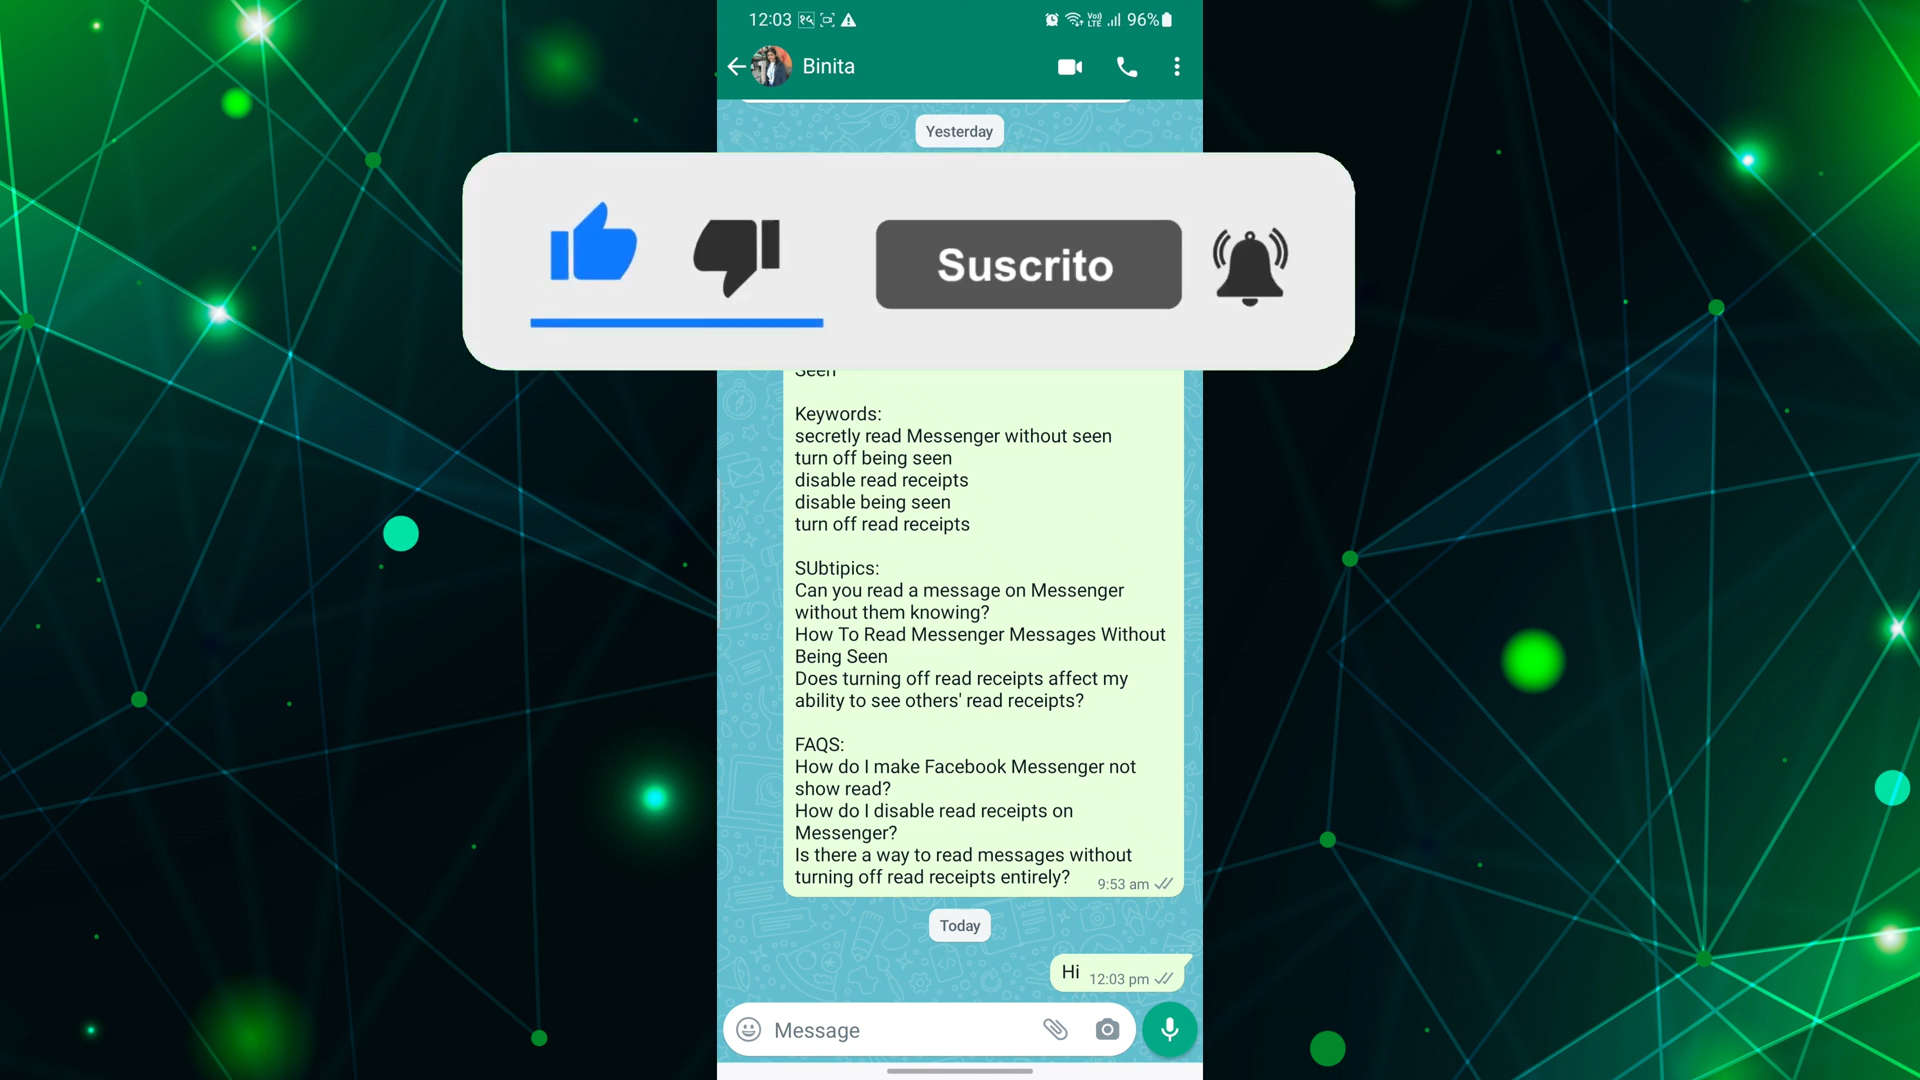 12:03
Vo)) LTE 96%
Binita
Yesterday
Suscrito
Seen
Keywords:
secretly read Messenger without seen
turn off being seen
disable read receipts
disable being seen
turn off read receipts
SUbtipics:
Can you read a message on Messenger
without them knowing?
How To Read Messenger Messages Without
Being Seen
Does turning off read receipts affect my
ability to see others' read receipts?
FAQS:
How do I make Facebook Messenger not
show read?
How do I disable read receipts on
Messenger?
Is there a way to read messages without
turning off read receipts entirely? 9:53 am
Today
Hi 12:03 pm
Message